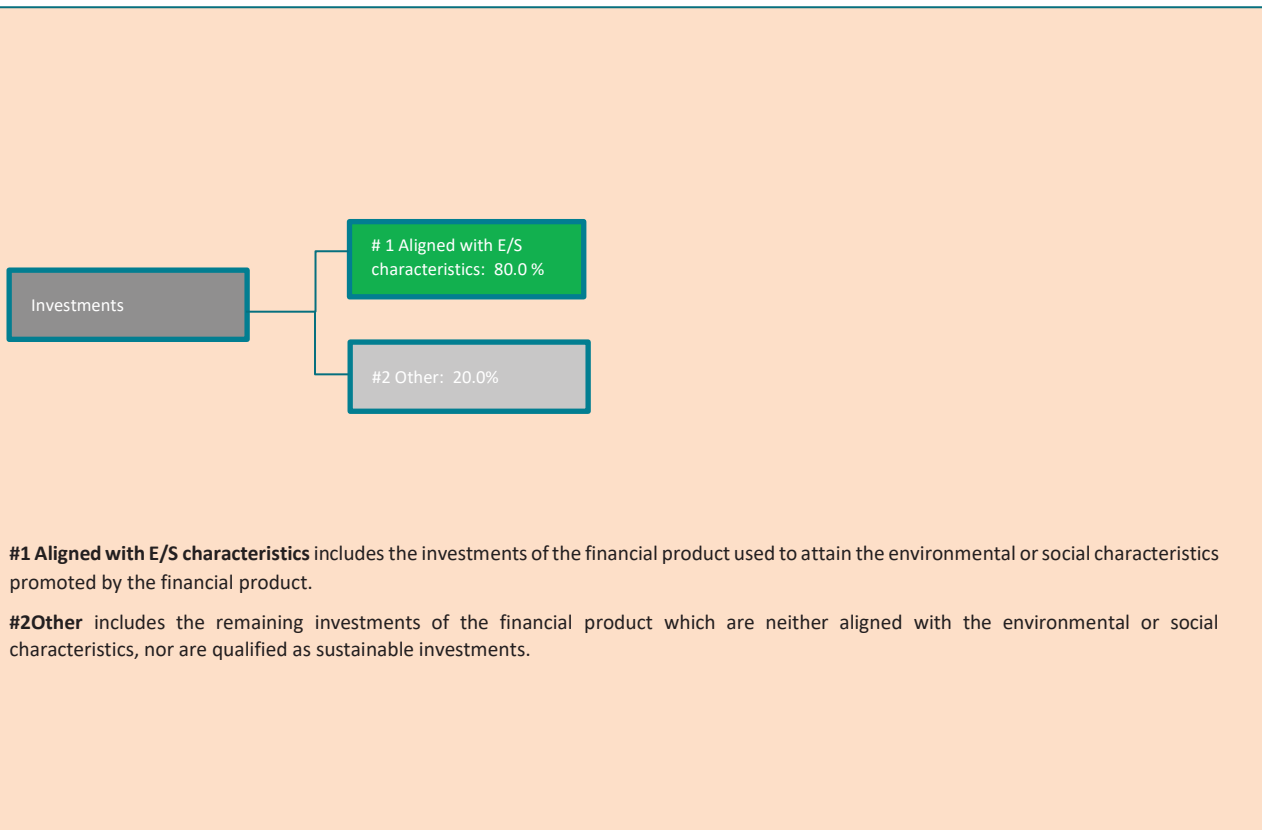 # 1 Aligned with E/S
characteristics: 80.0 %
Investments
#2 Other: 20.0%
#1 Aligned with E/S characteristics includes the investments of the financial product used to attain the environmental or social characteristics
promoted by the financial product.
#2Other includes the remaining investments of the financial product which are neither aligned with the environmental or social
characteristics, nor are qualified as sustainable investments.